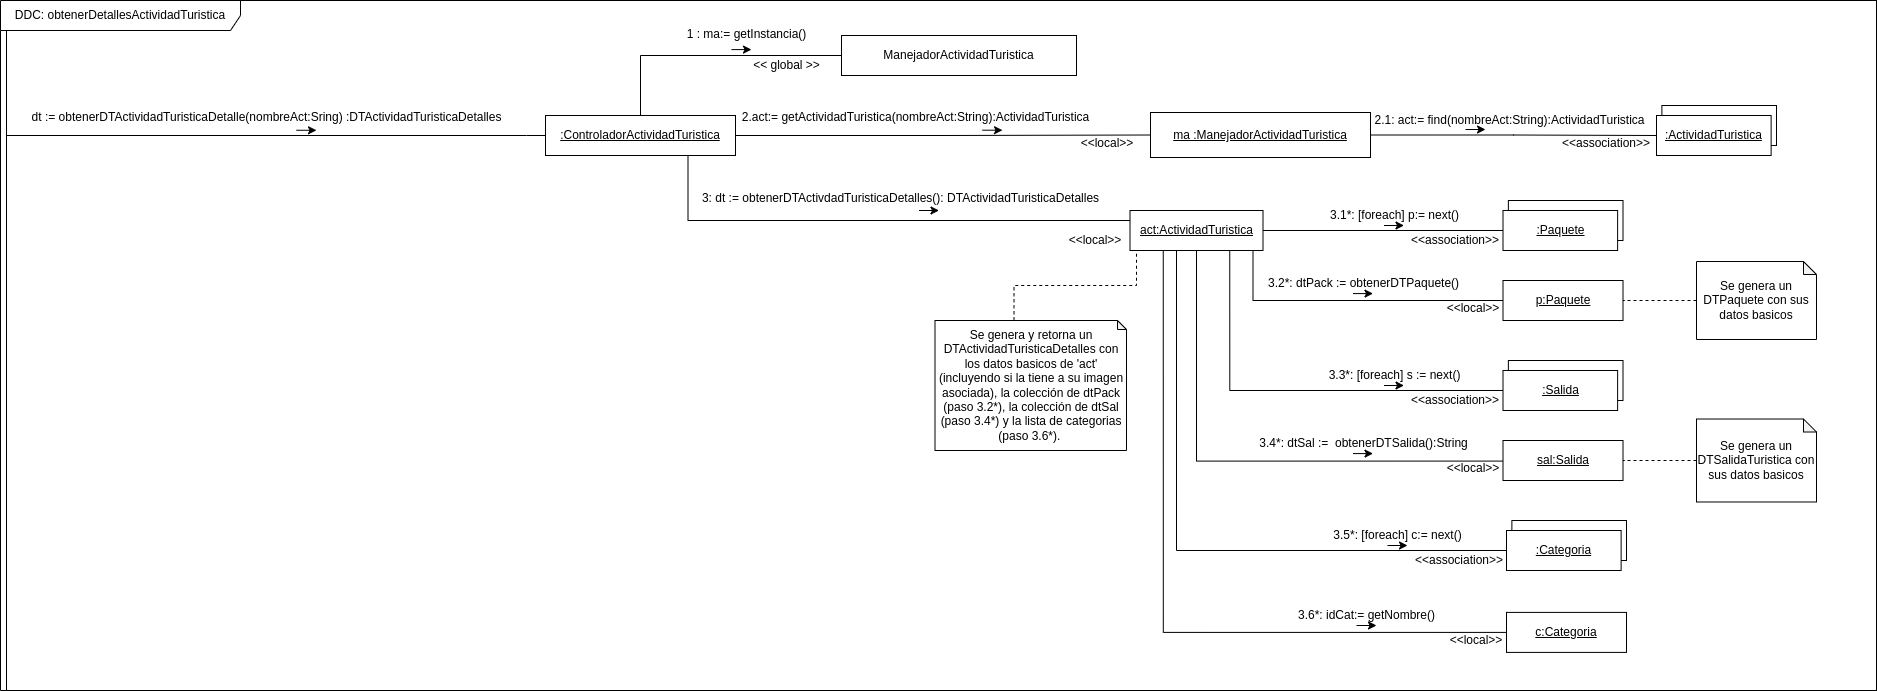 DDC: obtenerDetallesActividadTuristica
1 : ma:= getInstancia()
<< global >>
ManejadorActividadTuristica
dt := obtenerDTActividadTuristicaDetalle(nombreAct:Sring) :DTActividadTuristicaDetalles
:ControladorActividadTuristica
2.act:= getActividadTuristica(nombreAct:String):ActividadTuristica
<<local>>
ma :ManejadorActividadTuristica
2.1: act:= find(nombreAct:String):ActividadTuristica
<<association>>
:ActividadTuristica
3: dt := obtenerDTActivdadTuristicaDetalles(): DTActividadTuristicaDetalles
<<local>>
act:ActividadTuristica
3.1*: [foreach] p:= next()
<<association>>
:Paquete
3.2*: dtPack := obtenerDTPaquete()
<<local>>
p:Paquete
Se genera un
DTPaquete con sus
datos basicos
Se genera y retorna un
DTActividadTuristicaDetalles con
los datos basicos de 'act'
(incluyendo si la tiene a su imagen
asociada), la colección de dtPack
(paso 3.2*), la colección de dtSal
(paso 3.4*) y la lista de categorias
(paso 3.6*).
3.3*: [foreach] s := next()
<<association>>
:Salida
3.4*: dtSal := obtenerDTSalida():String
<<local>>
sal:Salida
Se genera un
DTSalidaTuristica con
sus datos basicos
3.5*: [foreach] c:= next()
<<association>>
:Categoria
3.6*: idCat:= getNombre()
<<local>>
c:Categoria